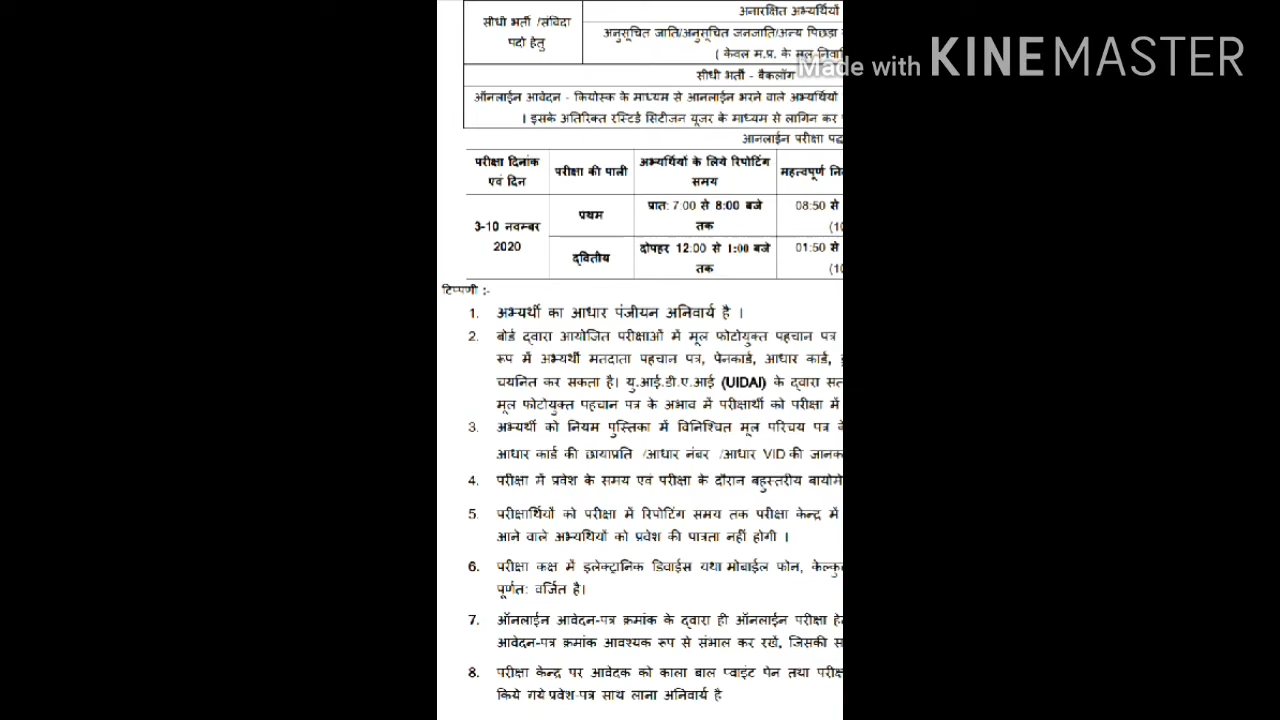 अनारक्षित अभ्यर्थियों
सीधी भर्ती /संविदा
पदो हेतु
अनुसूचित जाति/अनुसूचित जनजाति/अन्य पिछड़ा
( केवल म.प्र. के मूल
Made with KINEMASTER
सीधी भर्ती - बैकलॉग
ऑनलाईन आवेदन - कियोस्क के माध्यम से आनलाईन भरने वाले अभ्यर्थियों
। इसके अतिरिक्त रस्टिर्ड सिटीजन यूजर के माध्यम से लागिन कर
आनलाईन परीक्षा
परीक्षा दिनांक
एवं दिन
परीक्षा की पाली
अभ्यर्थियों के लिये रिपोटिंग
समय
महत्वपूर्ण
3-10 नवम्बर
2020
प्रथम
प्रात: 7:00 से 8:00 बजे
तक
08:50 से
(10
द्वितीय
दोपहर 12:00 से 1:00 बजे
तक
01:50 से
(10
टिप्पणी :-
1. अभ्यर्थी का आधार पंजीयन अनिवार्य है ।
2. बोर्ड द्वारा आयोजित परीक्षाओं में मूल फोटोयुक्त पहचान पत्र
रूप में अभ्यर्थी मतदाता पहचान पत्र, पेनकार्ड, आधार कार्ड,
चयनित कर सकता है। यु.आई.डी.ए.आई (UIDAI) के द्वारा
मूल फोटोयुक्त पहचान पत्र के अभाव में परीक्षार्थी को परीक्षा में
3. अभ्यर्थी को नियम पुस्तिका में विनिश्चित मूल परिचय पत्र
आधार कार्ड की छायाप्रति /आधार नंबर /आधार VID की
4. परीक्षा में प्रवेश के समय एवं परीक्षा के दौरान बहुस्तरीय
5. परीक्षार्थियों को परीक्षा में रिपोटिंग समय तक परीक्षा केन्द्र में
आने वाले अभ्यथियों को प्रवेश की पात्रता नहीं होगी ।
6. परीक्षा कक्ष में इलेक्ट्रानिक डिवाईस यथा मोबाईल फोन,
पूर्णत: वर्जित है।
7. ऑनलाईन आवेदन-पत्र क्रमांक के द्वारा ही ऑनलाईन परीक्षा
आवेदन-पत्र क्रमांक आवश्यक रूप से संभाल कर रखें, जिसकी
8. परीक्षा केन्द्र पर आवेदक को काला बाल प्वाइंट पेन तथा
किये गये प्रवेश-पत्र साथ लाना अनिवार्य है